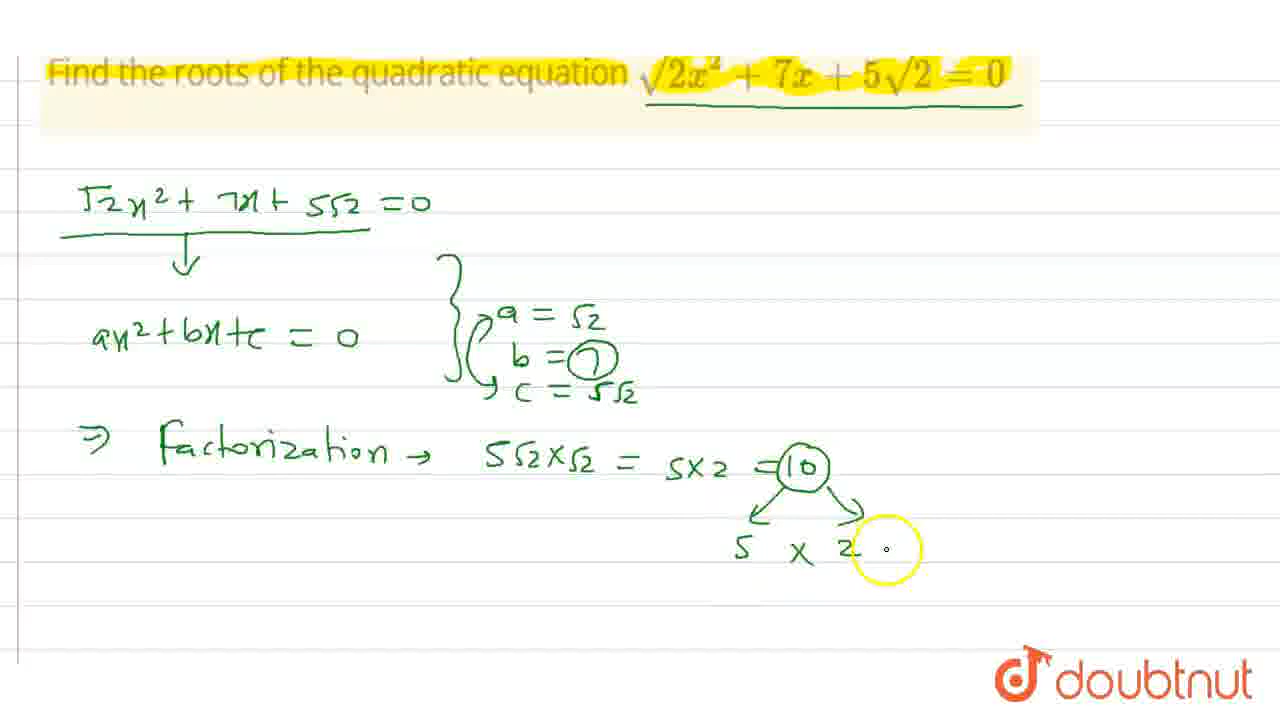 Find the roots of the quadratic equation √2x² + 7x + 5√2 = 0
√2x² + 7x + 5√2 = 0
ax² + bx + c = 0
a = √2
b = 7
c = 5√2
⇒ Factorization → 5√2 × √2 = 5 × 2 = 10
5 × 2
doubtnut